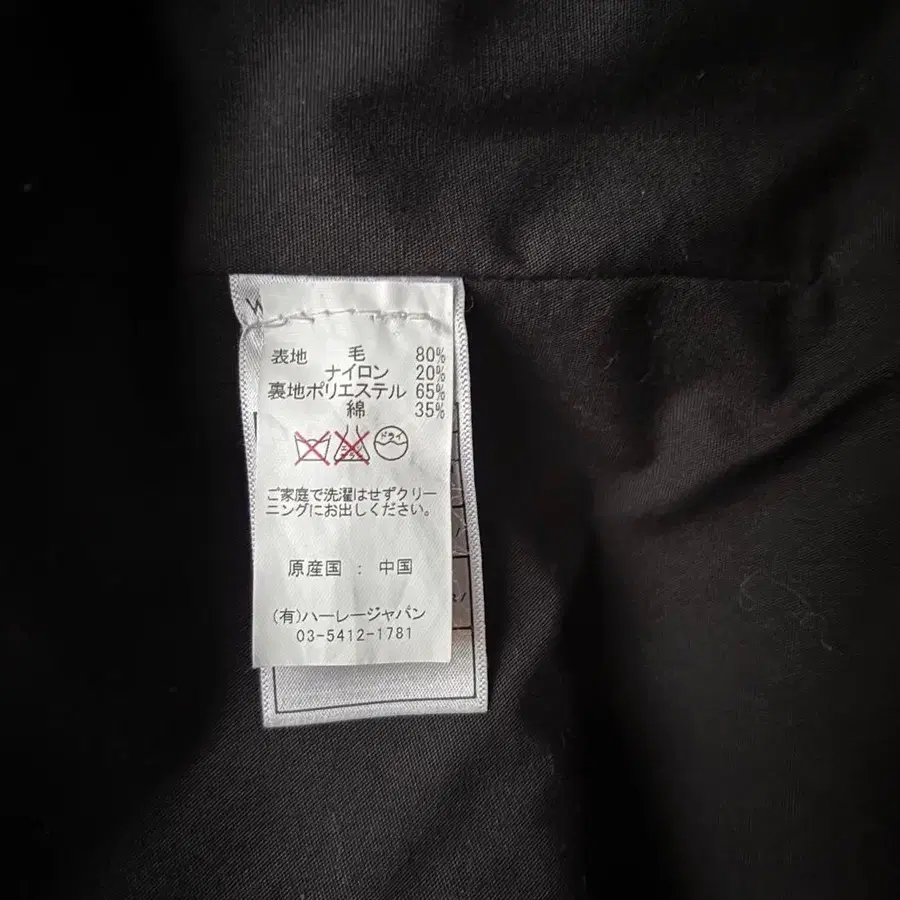 W
表地 毛 80%
ナイロン 20%
裏地ポリエステル 65%
綿 35%
ドライ
ご家庭で洗濯はせずクリー
ニングにお出しください。
原産国 : 中国
(有)ハーレージャパン
03-5412-1781